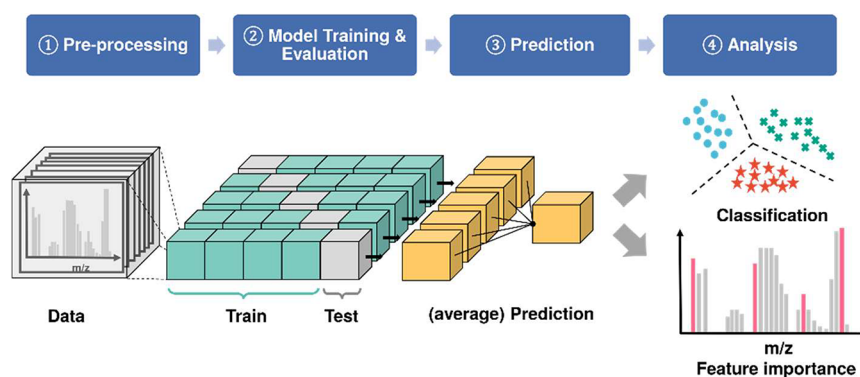 ① Pre-processing
② Model Training &
Evaluation
③ Prediction
④ Analysis
m/z
Data
Train
Test
(average) Prediction
Classification
m/z
Feature importance